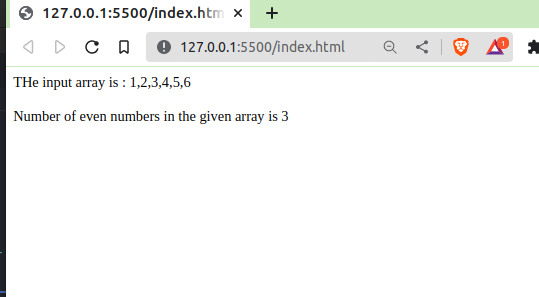 127.0.0.1:5500/index.htm
127.0.0.1:5500/index.html
1
THe input array is : 1,2,3,4,5,6
Number of even numbers in the given array is 3